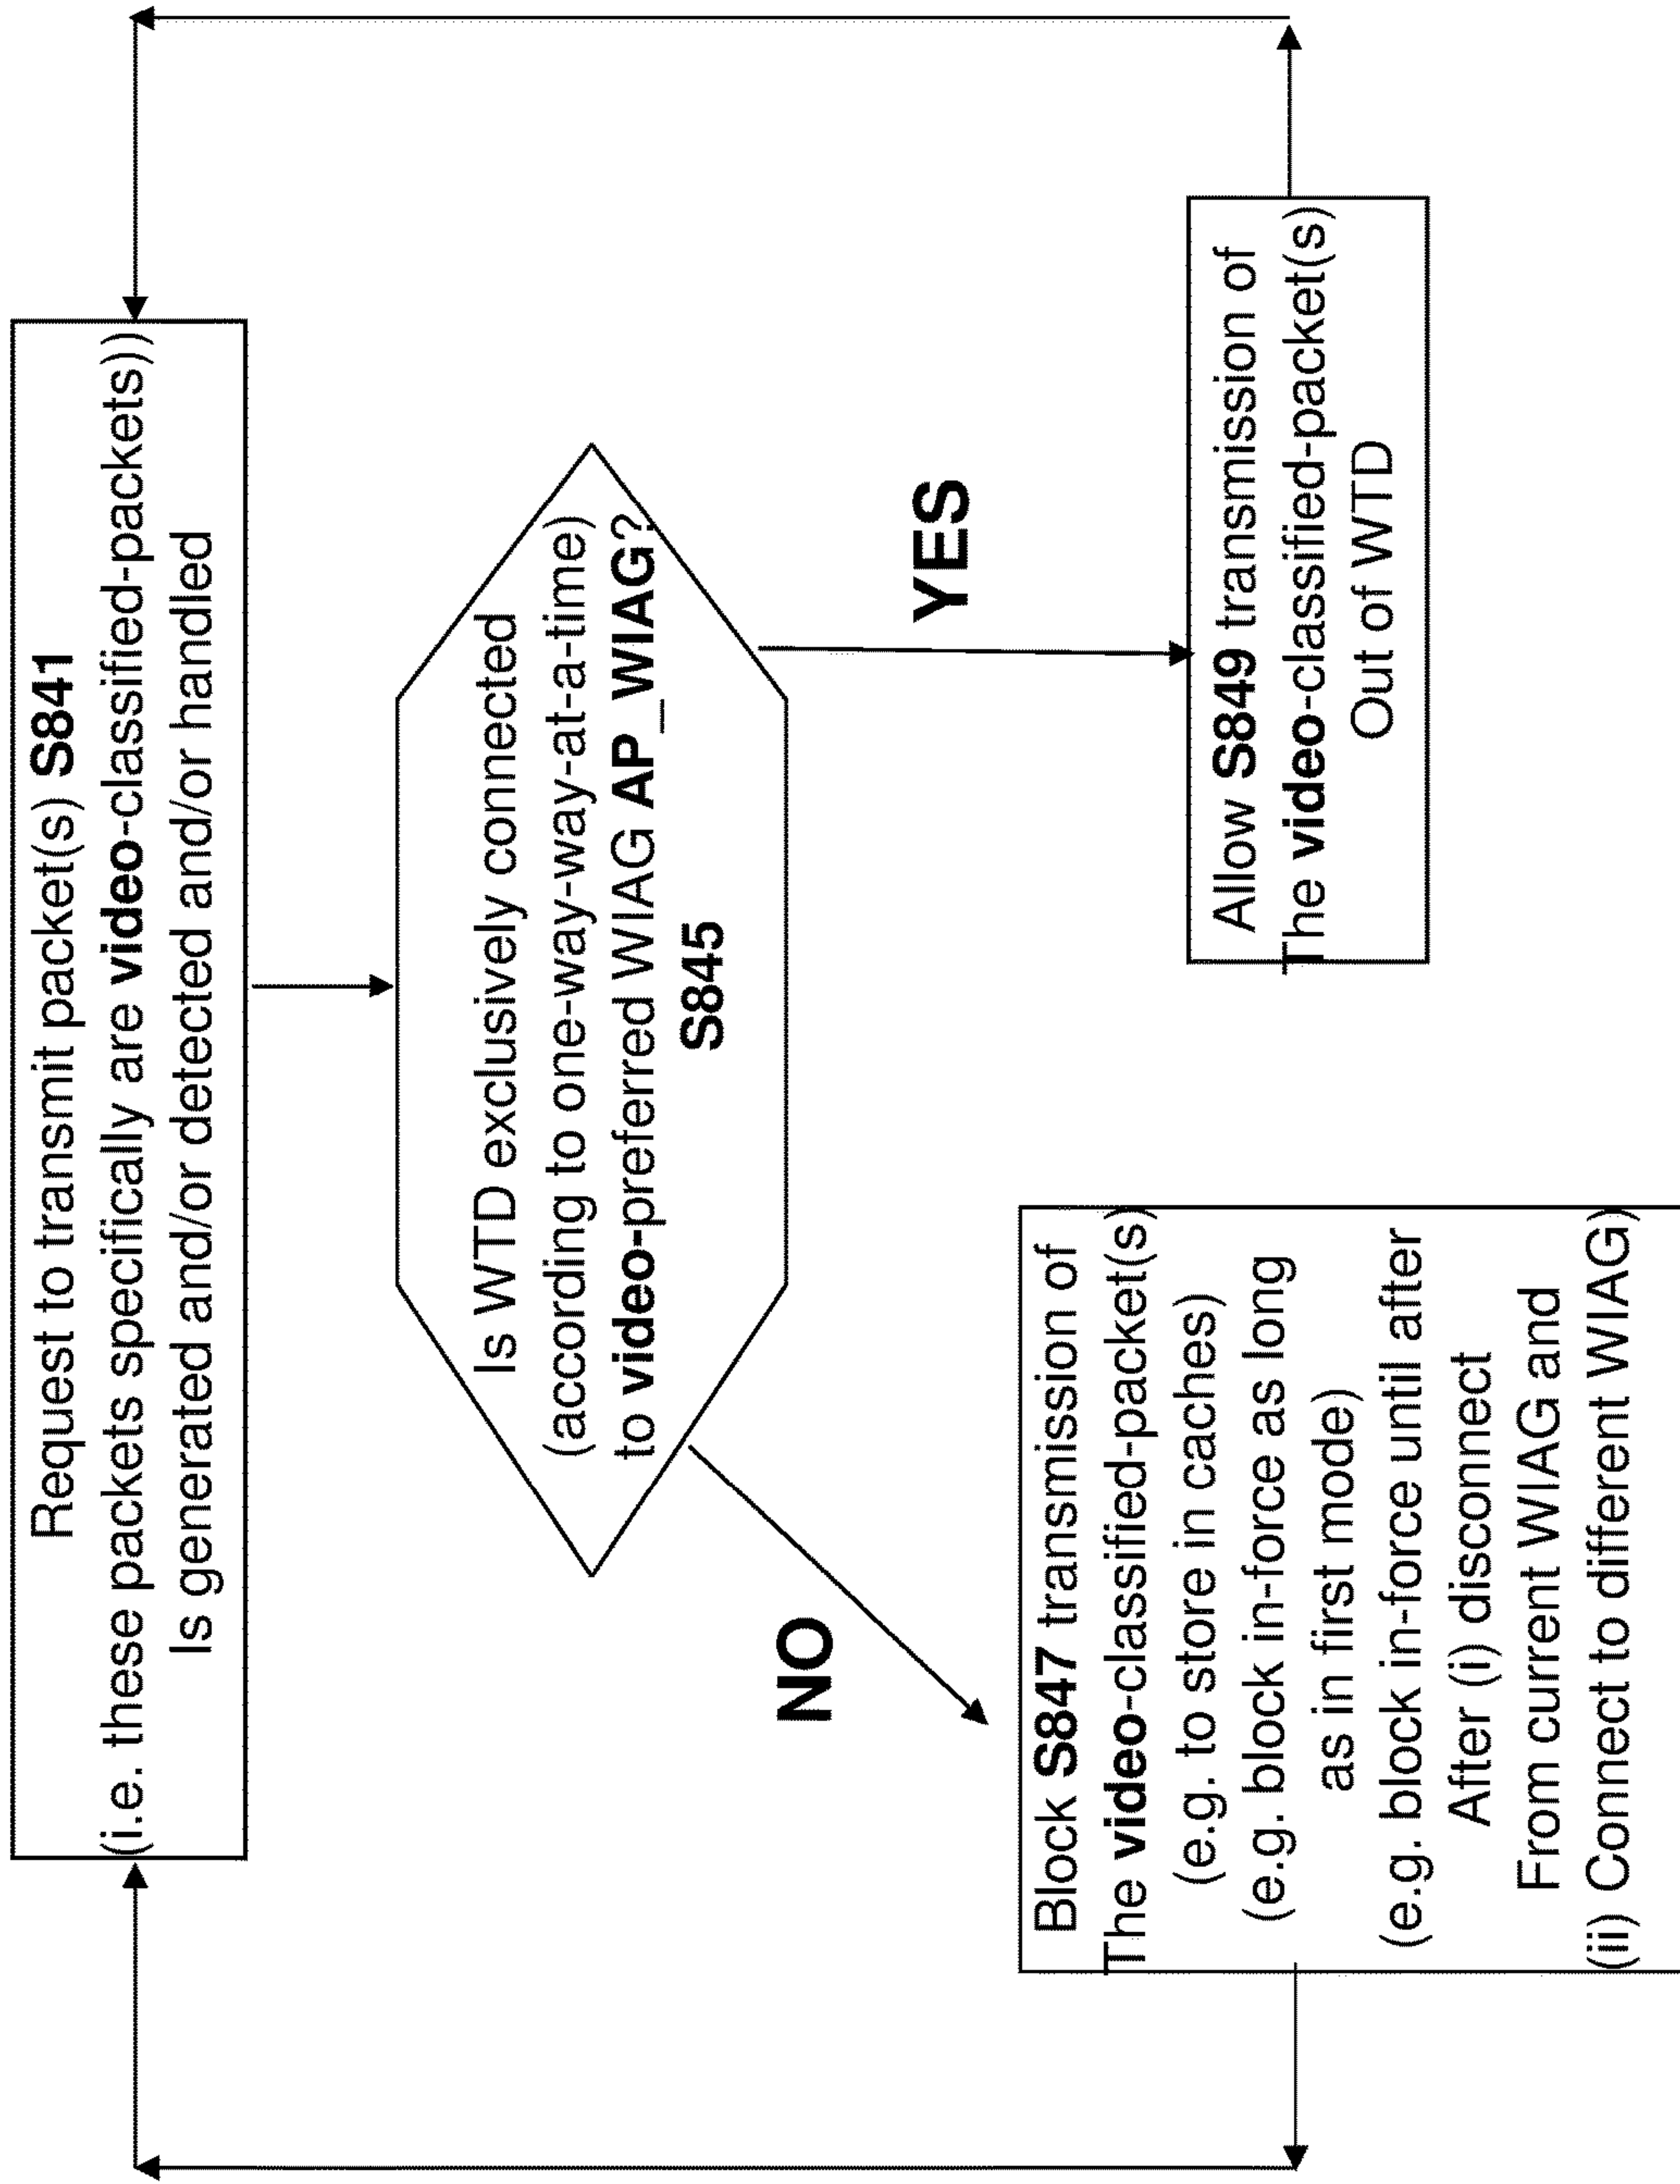 Request to transmit packet(s) S841
(i.e. these packets specifically are video-classified-packets))
Is generated and/or detected and/or handled
Is WTD exclusively connected
(according to one-way-way-at-a-time)
to video-preferred WIAG AP_WIAG?
S845
NO
YES
Block S847 transmission of
The video-classified-packet(s)
(e.g. to store in caches)
(e.g. block in-force as long
as in first mode)
(e.g. block in-force until after
After (i) disconnect
From current WIAG and
(ii) Connect to different WIAG)
Allow S849 transmission of
The video-classified-packet(s)
Out of WTD